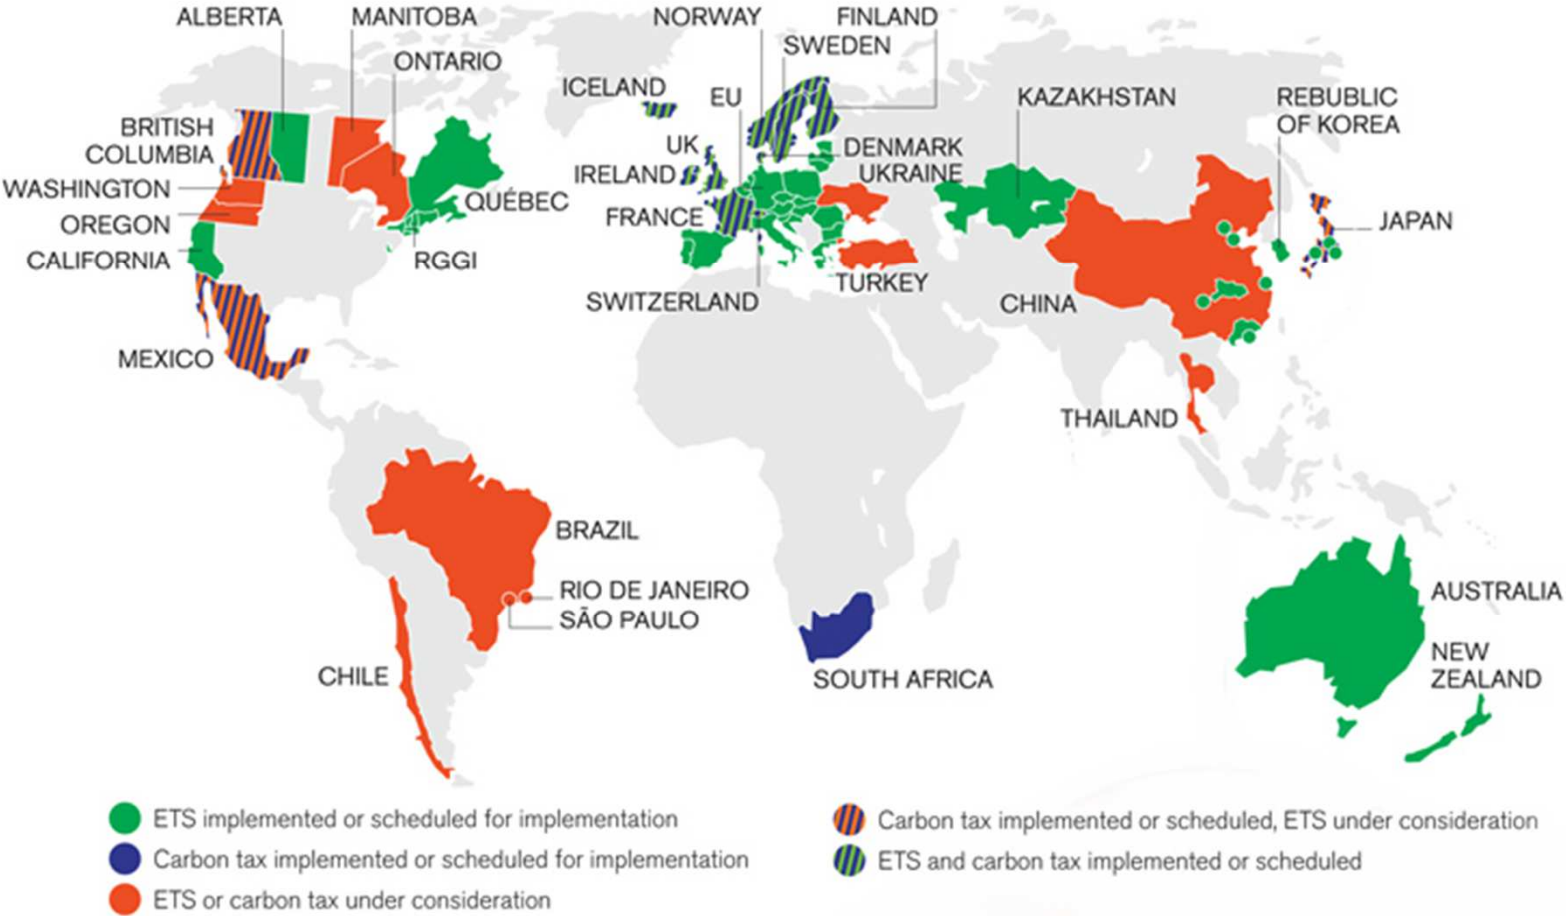 ALBERTA
MANITOBA
ONTARIO
BRITISH
COLUMBIA
WASHINGTON
OREGON
CALIFORNIA
QUÉBEC
RGGI
MEXICO
NORWAY
FINLAND
SWEDEN
ICELAND
EU
UK
DENMARK
IRELAND
UKRAINE
FRANCE
SWITZERLAND
TURKEY
KAZAKHSTAN
REBUBLIC
OF KOREA
JAPAN
CHINA
THAILAND
BRAZIL
RIO DE JANEIRO
SÃO PAULO
CHILE
SOUTH AFRICA
AUSTRALIA
NEW
ZEALAND
ETS implemented or scheduled for implementation
Carbon tax implemented or scheduled for implementation
ETS or carbon tax under consideration
Carbon tax implemented or scheduled, ETS under consideration
ETS and carbon tax implemented or scheduled